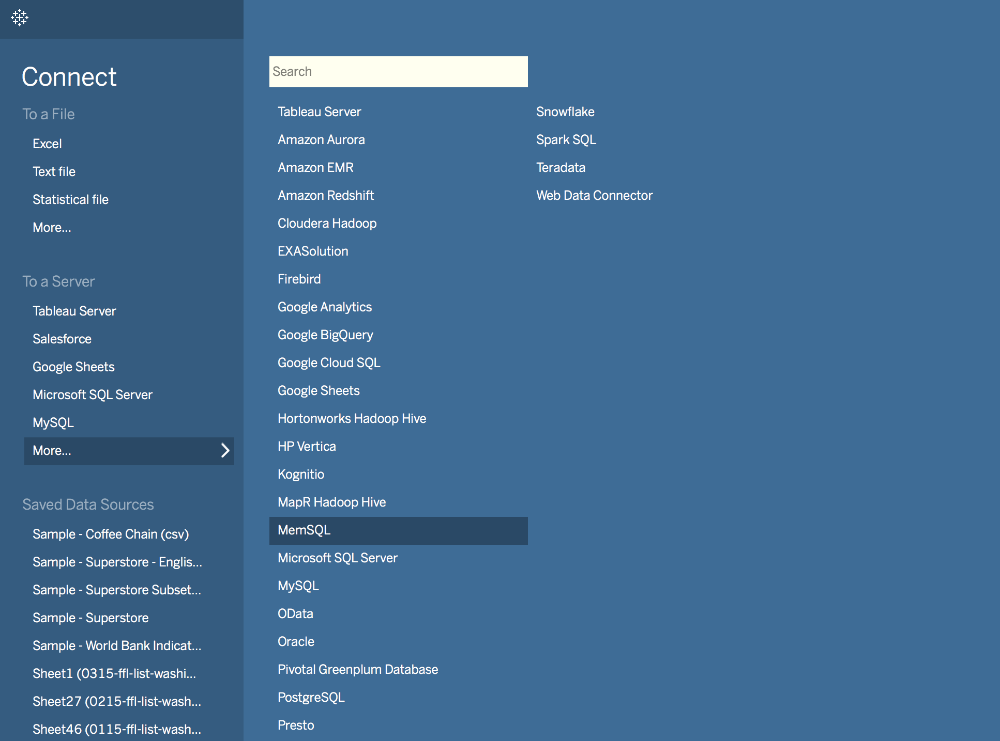 Connect
To a File
Excel
Text file
Statistical file
More...
To a Server
Tableau Server
Salesforce
Google Sheets
Microsoft SQL Server
MySQL
More...
Saved Data Sources
Sample - Coffee Chain (csv)
Sample - Superstore - Englis...
Sample - Superstore Subset...
Sample - Superstore
Sample - World Bank Indicat...
Sheet1 (0315-ffl-list-washi...
Sheet27 (0215-ffl-list-wash...
Sheet46 (0115-ffl-list-wash...
Search
Tableau Server
Amazon Aurora
Amazon EMR
Amazon Redshift
Cloudera Hadoop
EXASolution
Firebird
Google Analytics
Google BigQuery
Google Cloud SQL
Google Sheets
Hortonworks Hadoop Hive
HP Vertica
Kognitio
MapR Hadoop Hive
MemSQL
Microsoft SQL Server
MySQL
OData
Oracle
Pivotal Greenplum Database
PostgreSQL
Presto
Snowflake
Spark SQL
Teradata
Web Data Connector